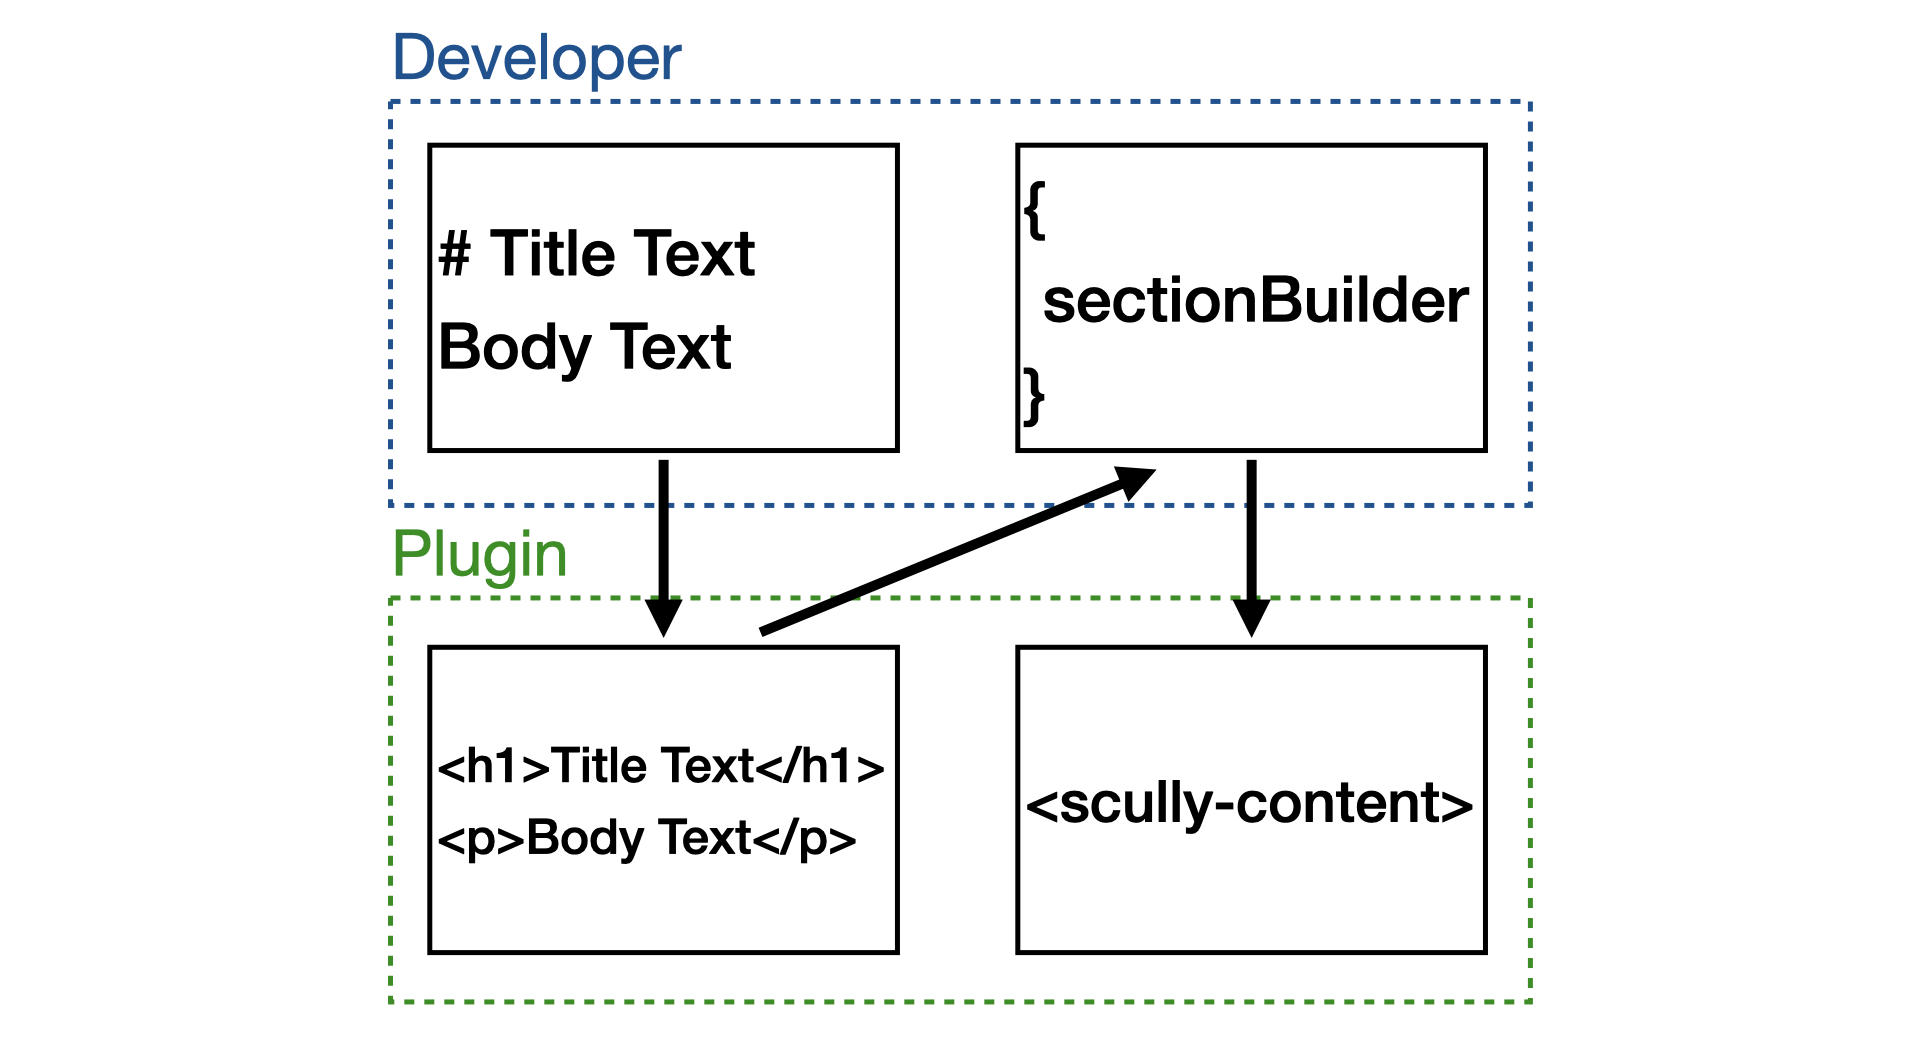 Developer
# Title Text
Body Text
{
sectionBuilder
}
Plugin
<h1>Title Text</h1>
<p>Body Text</p>
<scully-content>